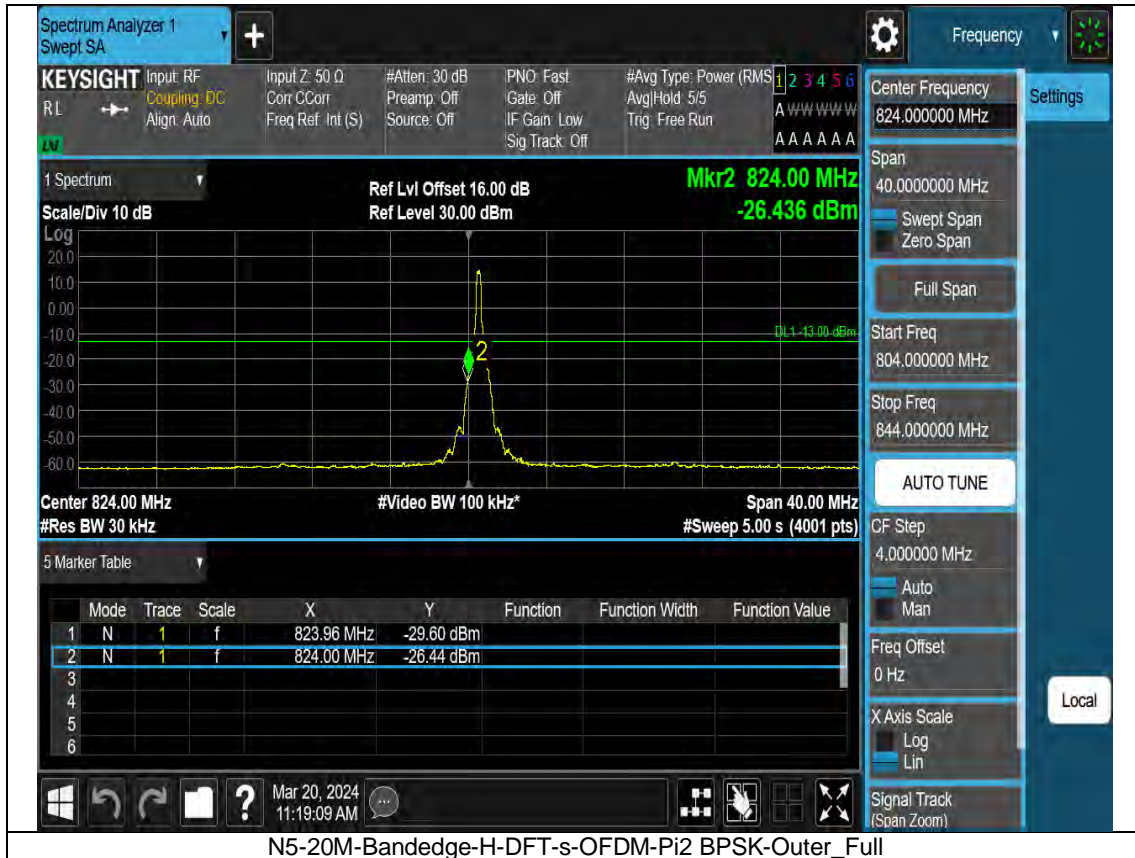 Spectrum Analyzer 1
Swept SA
+
Frequency
KEYSIGHT
Input: RF
Coupling: DC
Align: Auto
Input Z: 50 Ω
Corr CCorr
Freq Ref: Int (S)
#Atten: 30 dB
Preamp: Off
Source: Off
PNO: Fast
Gate: Off
IF Gain: Low
Sig Track: Off
#Avg Type: Power (RMS
Avg|Hold: 5/5
Trig: Free Run
1 2 3 4 5 6
A W W W W W
A A A A A A
R L
1 Spectrum
Scale/Div 10 dB
Ref Lvl Offset 16.00 dB
Ref Level 30.00 dBm
Mkr2 824.00 MHz
-26.436 dBm
Log
20.0
10.0
0.00
-10.0
-20.0
-30.0
-40.0
-50.0
-60.0
DL1 -13.00 dBm
2
Center 824.00 MHz
#Video BW 100 kHz*
Span 40.00 MHz
#Res BW 30 kHz
#Sweep 5.00 s (4001 pts)
5 Marker Table
Mode Trace Scale X Y Function Function Width Function Value
1 N 1 f 823.96 MHz -29.60 dBm
2 N 1 f 824.00 MHz -26.44 dBm
3
4
5
6
Mar 20, 2024
11:19:09 AM
?
Center Frequency
824.000000 MHz
Settings
Span
40.0000000 MHz
Swept Span
Zero Span
Full Span
Start Freq
804.000000 MHz
Stop Freq
844.000000 MHz
AUTO TUNE
CF Step
4.000000 MHz
Auto
Man
Freq Offset
0 Hz
X Axis Scale
Log
Lin
Local
Signal Track
(Span Zoom)
N5-20M-Bandedge-H-DFT-s-OFDM-Pi2 BPSK-Outer_Full